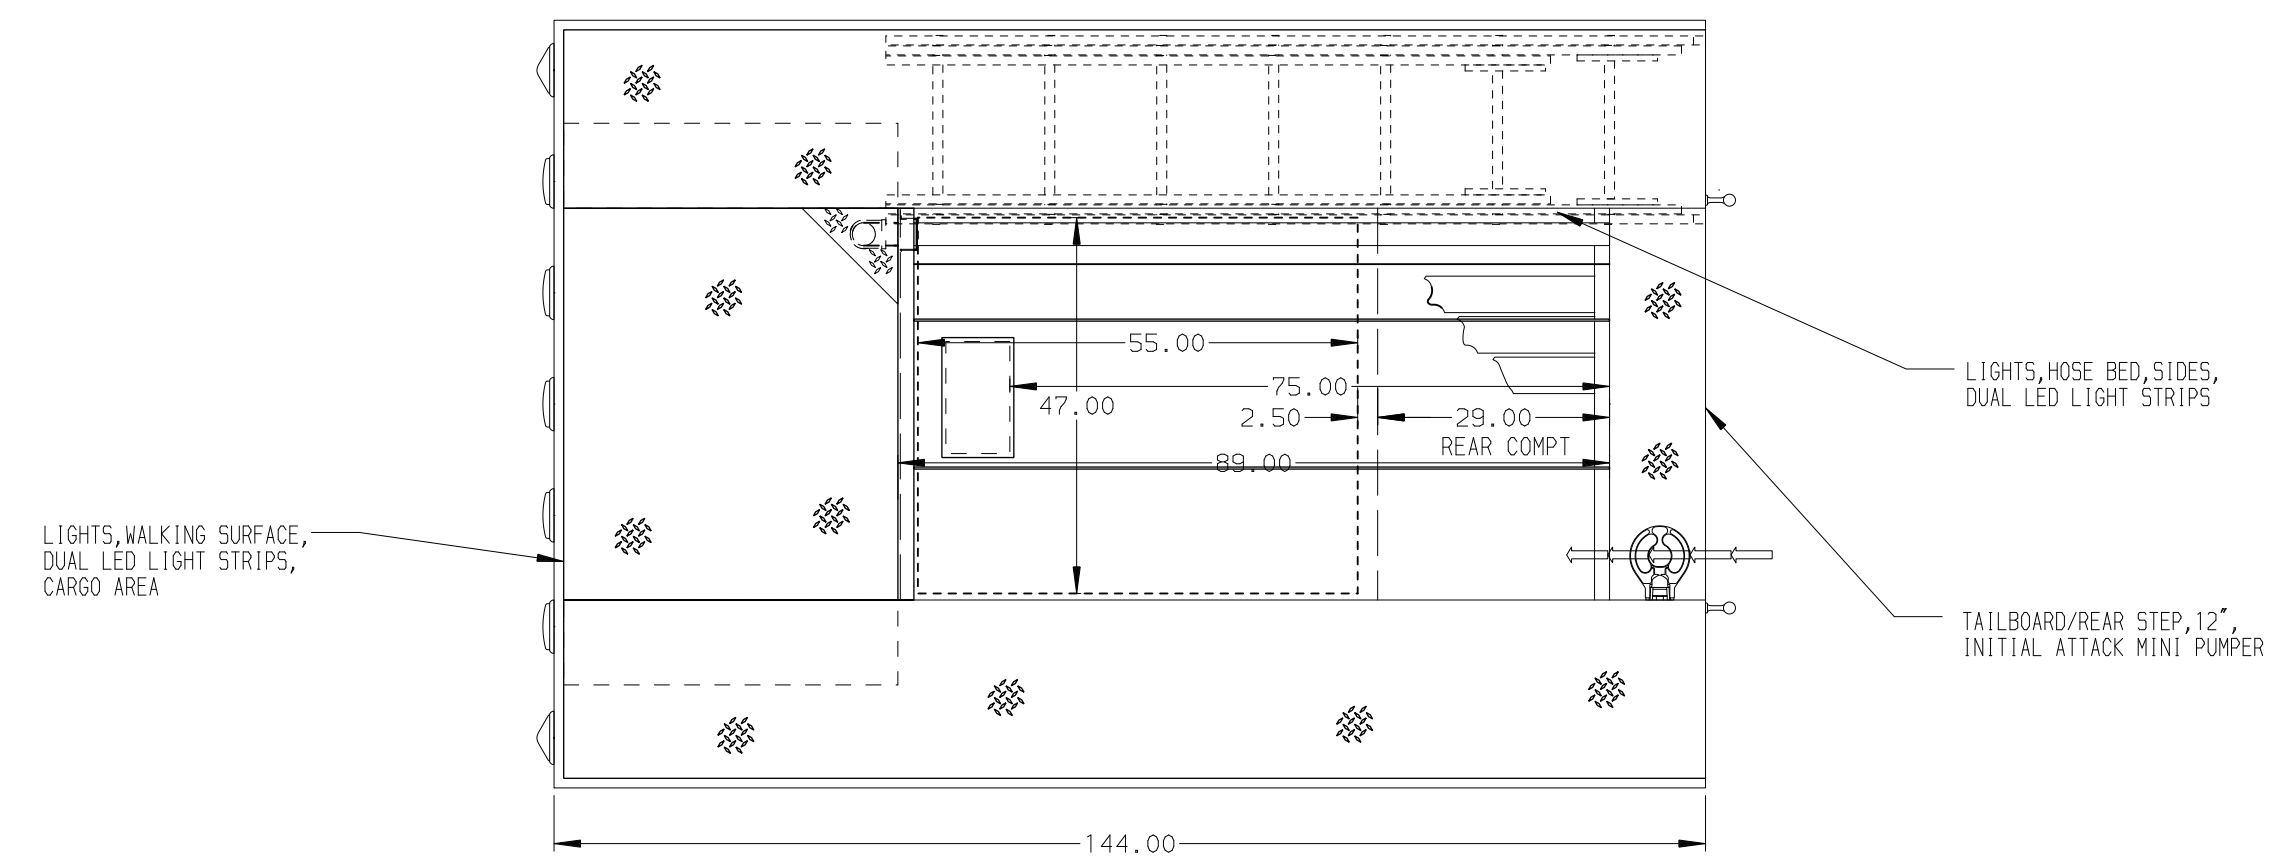 55.00
75.00
47.00
2.50
29.00
REAR COMPT
89.00
LIGHTS,HOSE BED,SIDES,
DUAL LED LIGHT STRIPS
LIGHTS,WALKING SURFACE,
DUAL LED LIGHT STRIPS,
CARGO AREA
TAILBOARD/REAR STEP,12",
INITIAL ATTACK MINI PUMPER
144.00